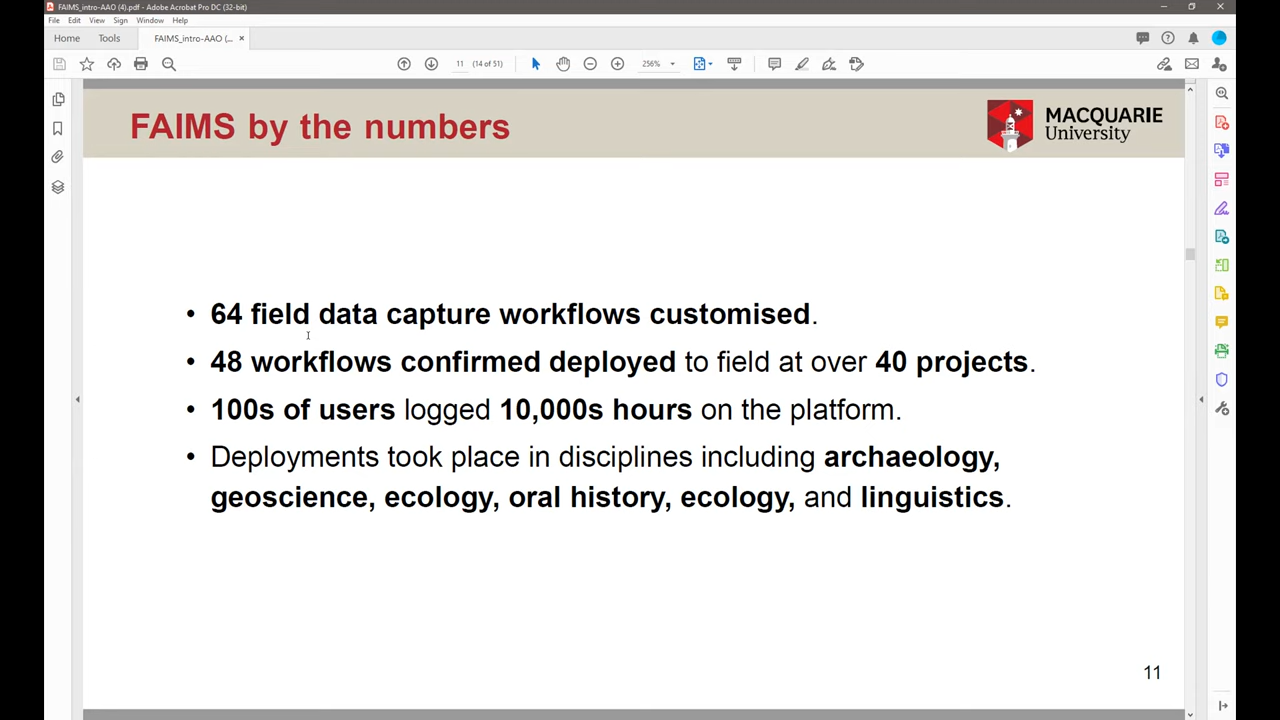 FAIMS_intro-AAO (4).pdf - Adobe Acrobat Pro DC (32-bit)
File Edit View Sign Window Help
Home Tools FAIMS_intro-AAO (... ×
11 (14 of 51) 256%
FAIMS by the numbers
MACQUARIE
University
• 64 field data capture workflows customised.
• 48 workflows confirmed deployed to field at over 40 projects.
• 100s of users logged 10,000s hours on the platform.
• Deployments took place in disciplines including archaeology,
geoscience, ecology, oral history, ecology, and linguistics.
11